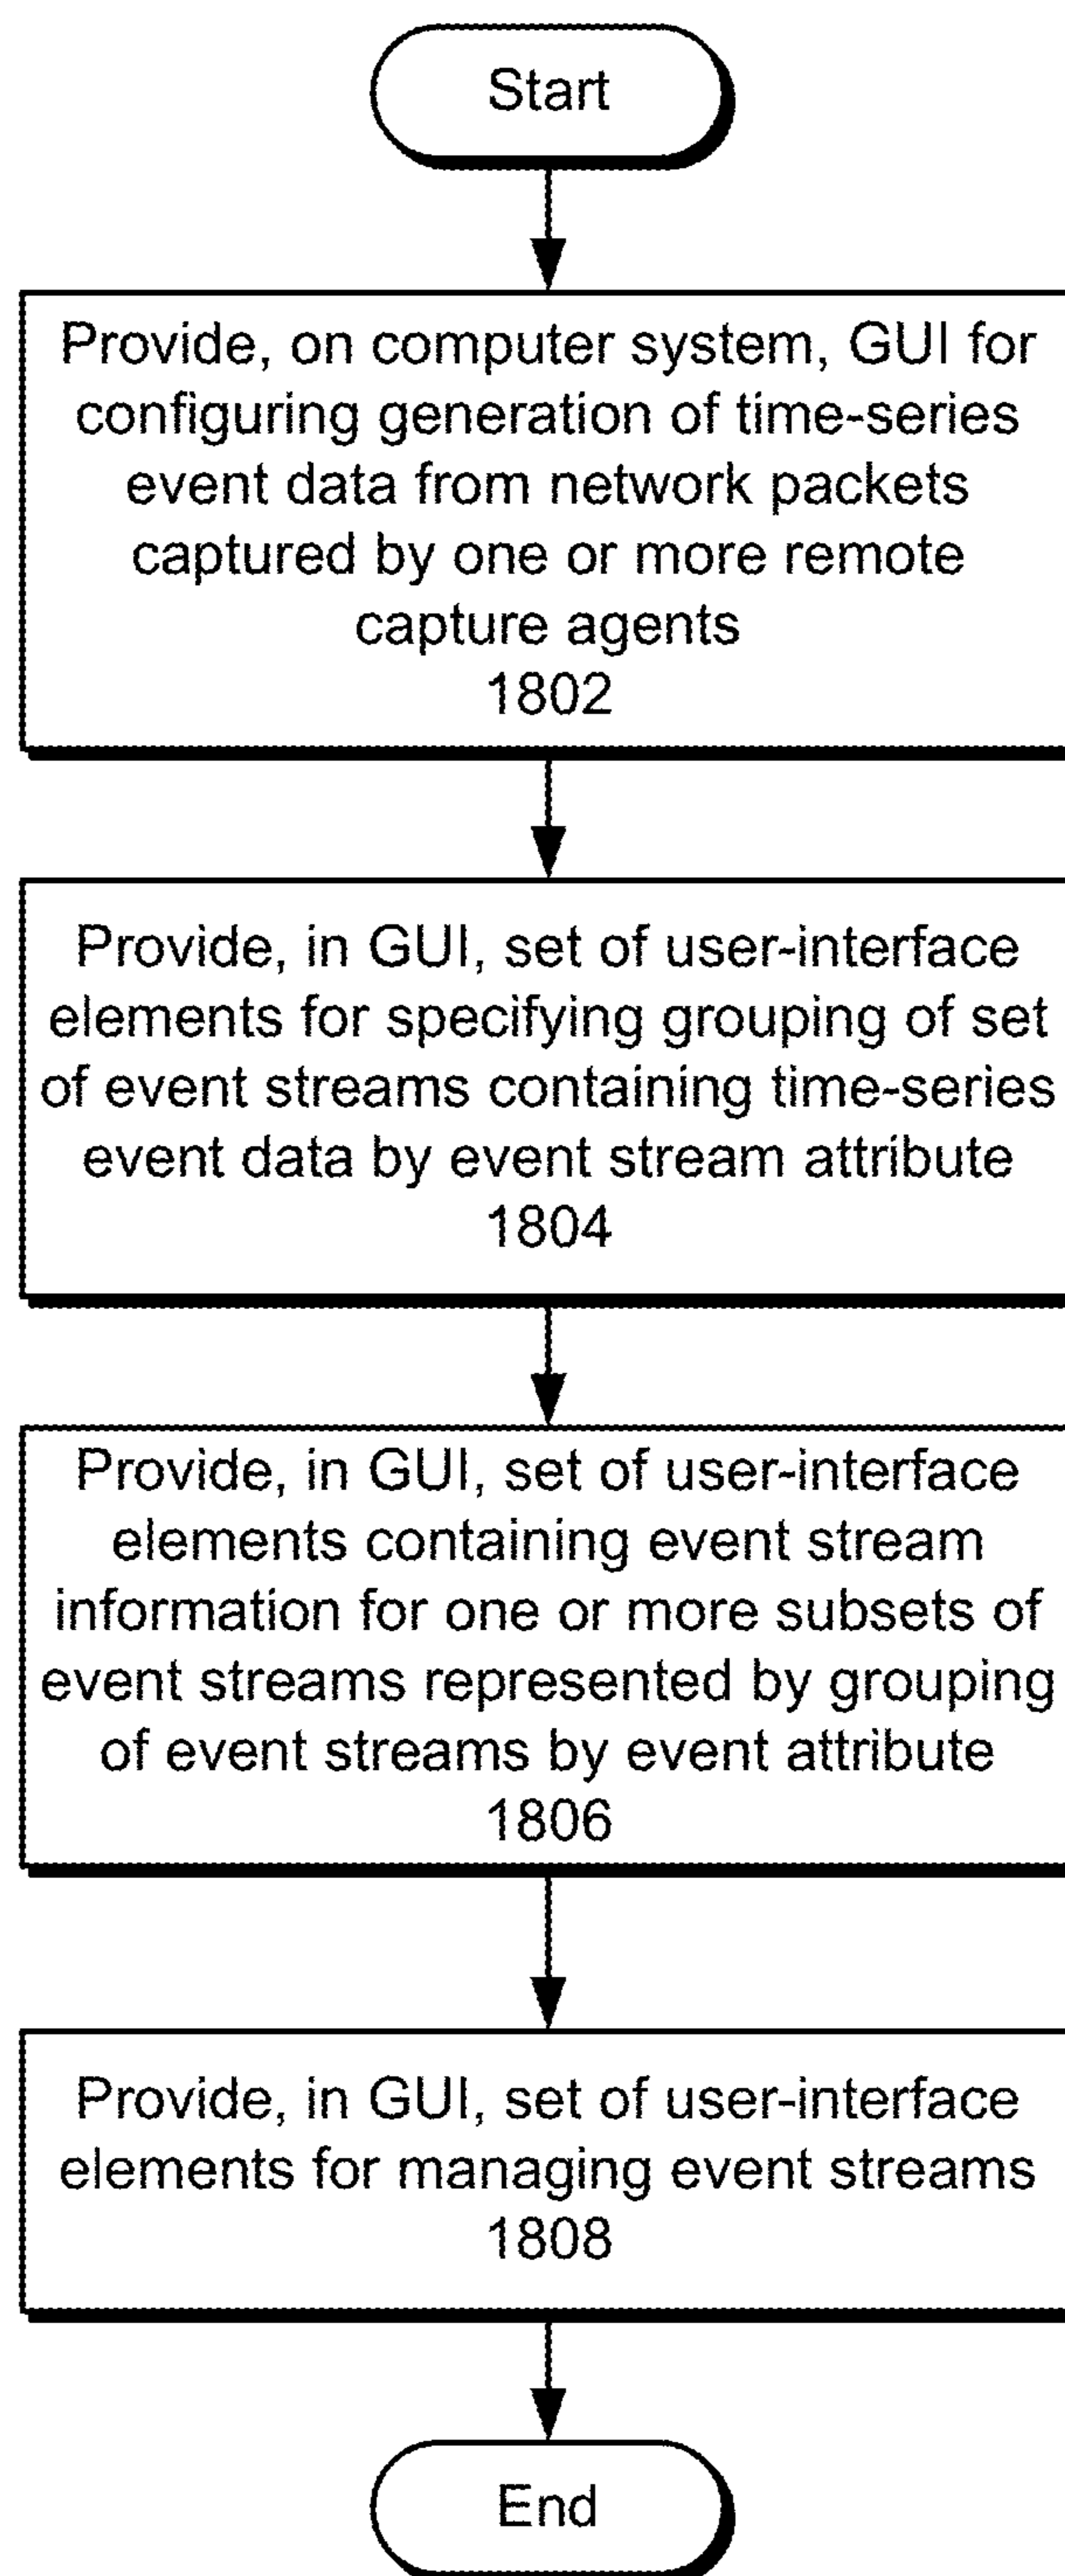 Start
Provide, on computer system, GUI for
configuring generation of time-series
event data from network packets
captured by one or more remote
capture agents
1802
Provide, in GUI, set of user-interface
elements for specifying grouping of set
of event streams containing time-series
event data by event stream attribute
1804
Provide, in GUI, set of user-interface
elements containing event stream
information for one or more subsets of
event streams represented by grouping
of event streams by event attribute
1806
Provide, in GUI, set of user-interface
elements for managing event streams
1808
End